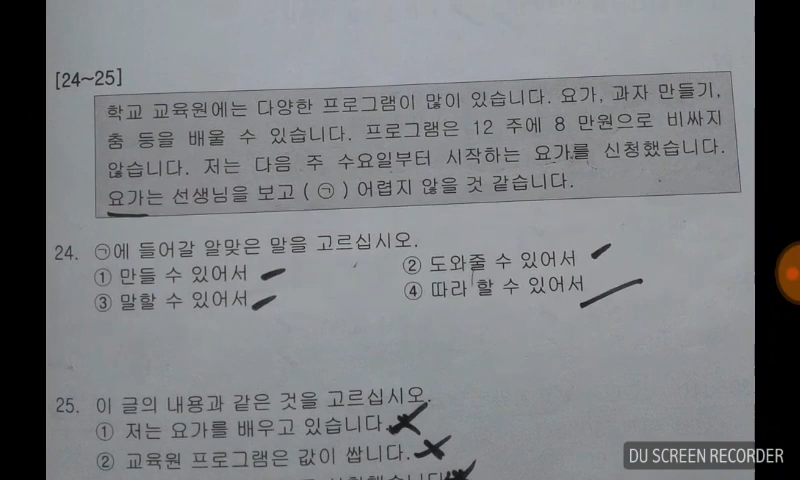 [24~25]
학교 교육원에는 다양한 프로그램이 많이 있습니다. 요가, 과자 만들기,
춤 등을 배울 수 있습니다. 프로그램은 12 주에 8 만원으로 비싸지
않습니다. 저는 다음 주 수요일부터 시작하는 요가를 신청했습니다.
요가는 선생님을 보고 ( ㉠ ) 어렵지 않을 것 같습니다.
24. ㉠에 들어갈 알맞은 말을 고르십시오.
① 만들 수 있어서 ② 도와줄 수 있어서
③ 말할 수 있어서 ④ 따라 할 수 있어서
25. 이 글의 내용과 같은 것을 고르십시오.
① 저는 요가를 배우고 있습니다.
② 교육원 프로그램은 값이 쌉니다.
DU SCREEN RECORDER